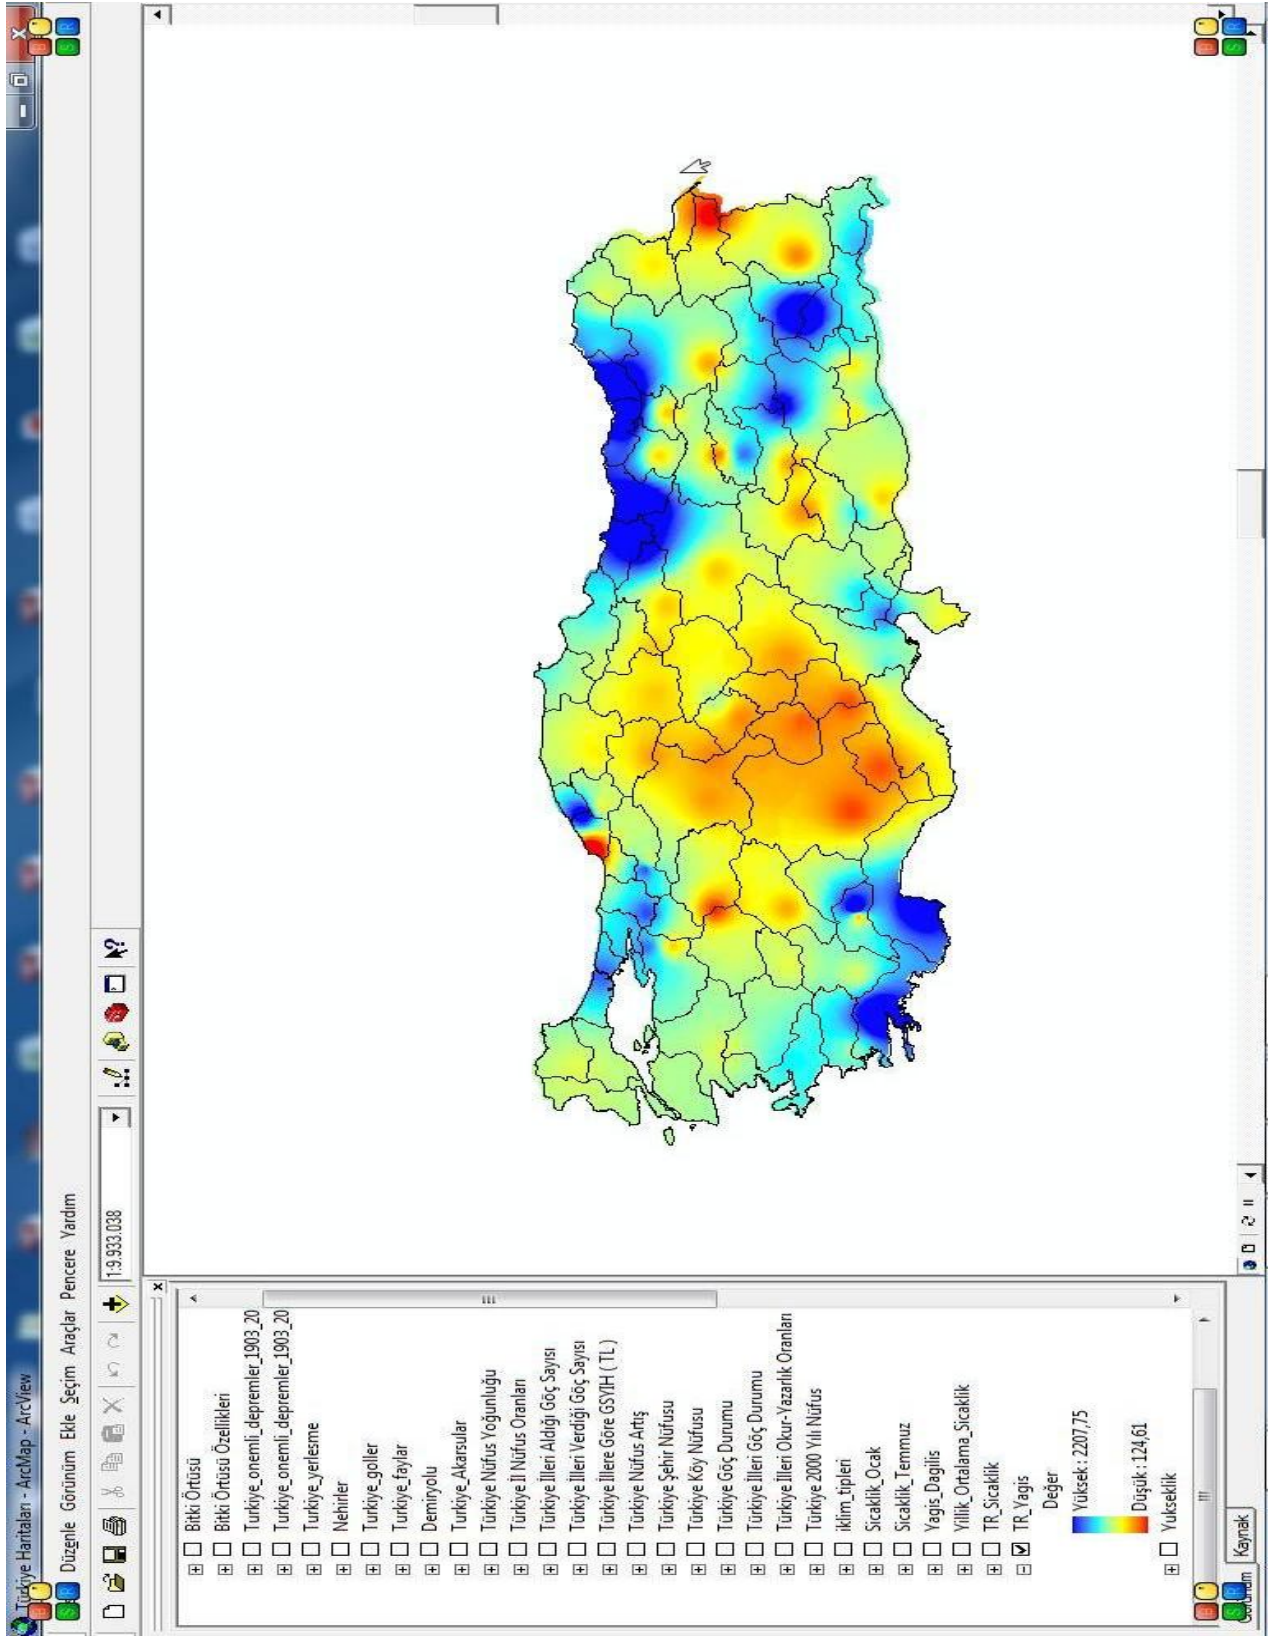 Türkiye Haritaları - ArcMap - ArcView
Düzenle Görünüm Ekle Seçim Araçlar Pencere Yardım
1:9.933.038
Bitki Örtüsü
Bitki Örtüsü Özellikleri
Turkiye_onemli_depremler_1903_20
Turkiye_onemli_depremler_1903_20
Turkiye_yerlesme
Nehirler
Turkiye_goller
Turkiye_faylar
Demiryolu
Turkiye_Akarsular
Türkiye Nüfus Yoğunluğu
Türkiye İl Nüfus Oranları
Türkiye İlleri Aldığı Göç Sayısı
Türkiye İlleri Verdiği Göç Sayısı
Türkiye İllere Göre GSYIH ( TL )
Türkiye Nüfus Artış
Türkiye Şehir Nüfusu
Türkiye Köy Nüfusu
Türkiye Göç Durumu
Türkiye İlleri Göç Durumu
Türkiye İlleri Okur-Yazarlık Oranları
Türkiye 2000 Yılı Nüfus
iklim_tipleri
Sicaklik_Ocak
Sicaklik_Temmuz
Yagis_Dagilis
Yillik_Ortalama_Sicaklik
TR_Sicaklik
TR_Yagis
Değer
Yüksek : 2207,75
Düşük : 124,61
Yukseklik
Kaynak